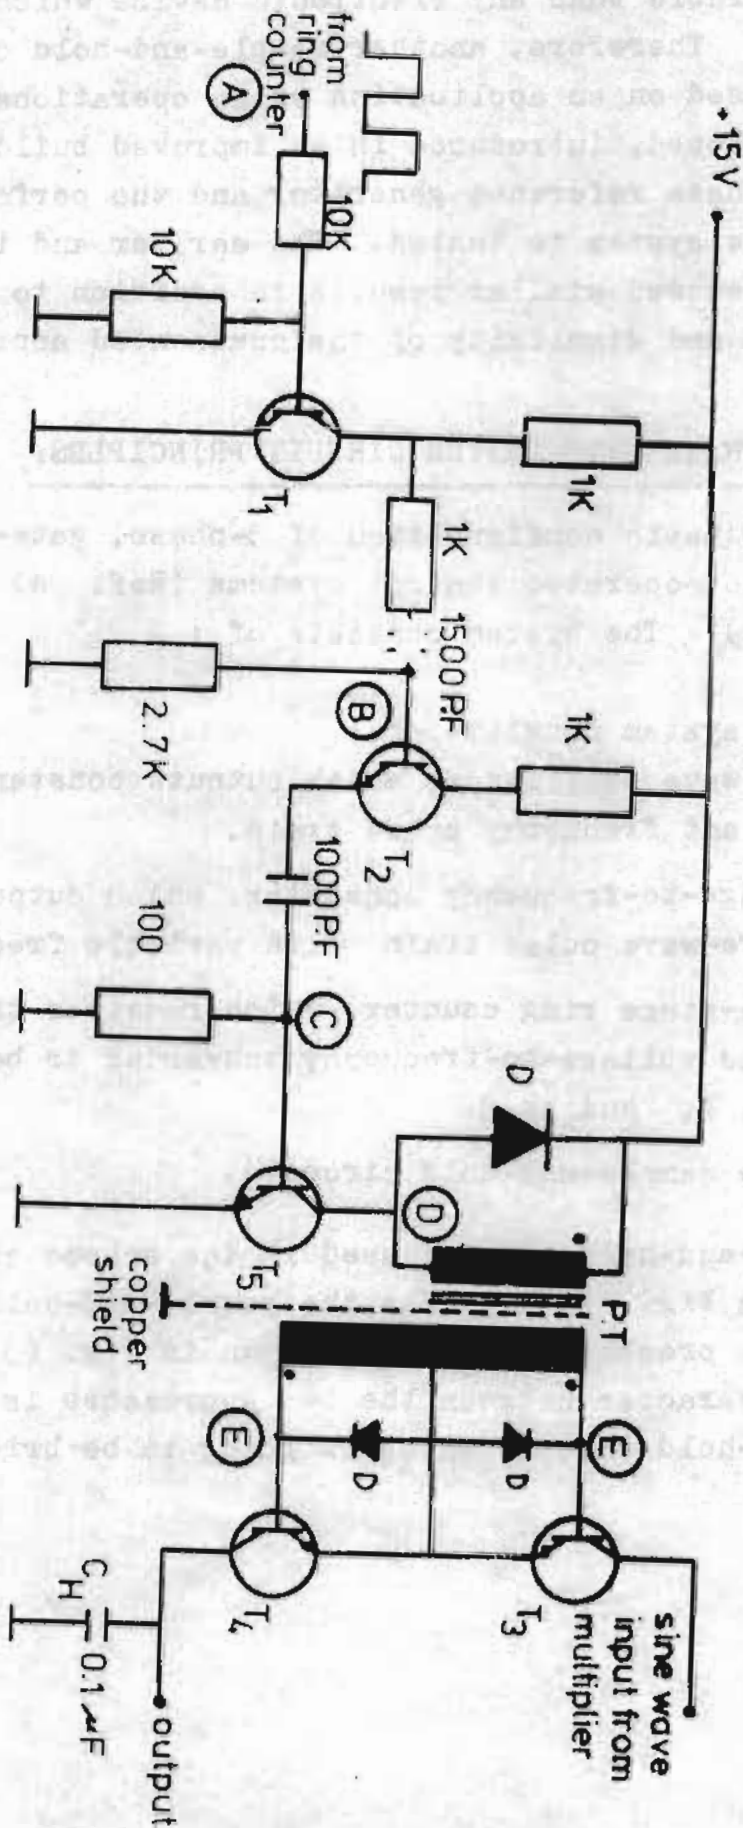 +15V
sine wave
input from
multiplier
1K
1K
D
P.T
E
T3
from
ring
counter
A
10K
1K
1500 P.F
D
D
D
10K
T1
B
T2
1000 P.F
C
T5
E
T4
2.7K
100
copper
shield
CH
0.1 μF
output